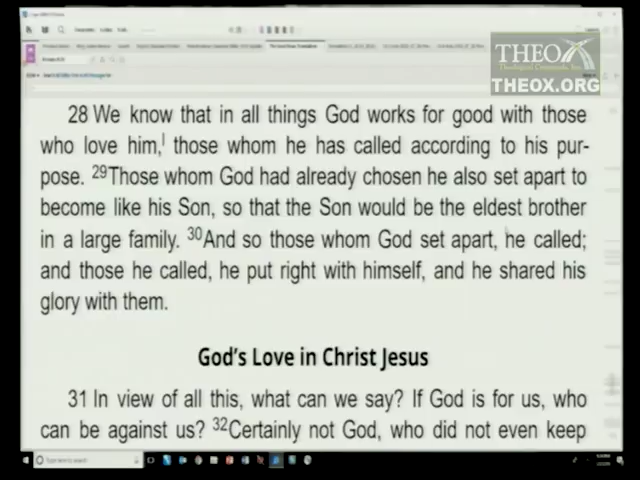 THEOX
THEOX.ORG
28 We know that in all things God works for good with those
who love him,ˡ those whom he has called according to his pur-
pose. ²⁹Those whom God had already chosen he also set apart to
become like his Son, so that the Son would be the eldest brother
in a large family. ³⁰And so those whom God set apart, he called;
and those he called, he put right with himself, and he shared his
glory with them.
God's Love in Christ Jesus
31 In view of all this, what can we say? If God is for us, who
can be against us? ³²Certainly not God, who did not even keep